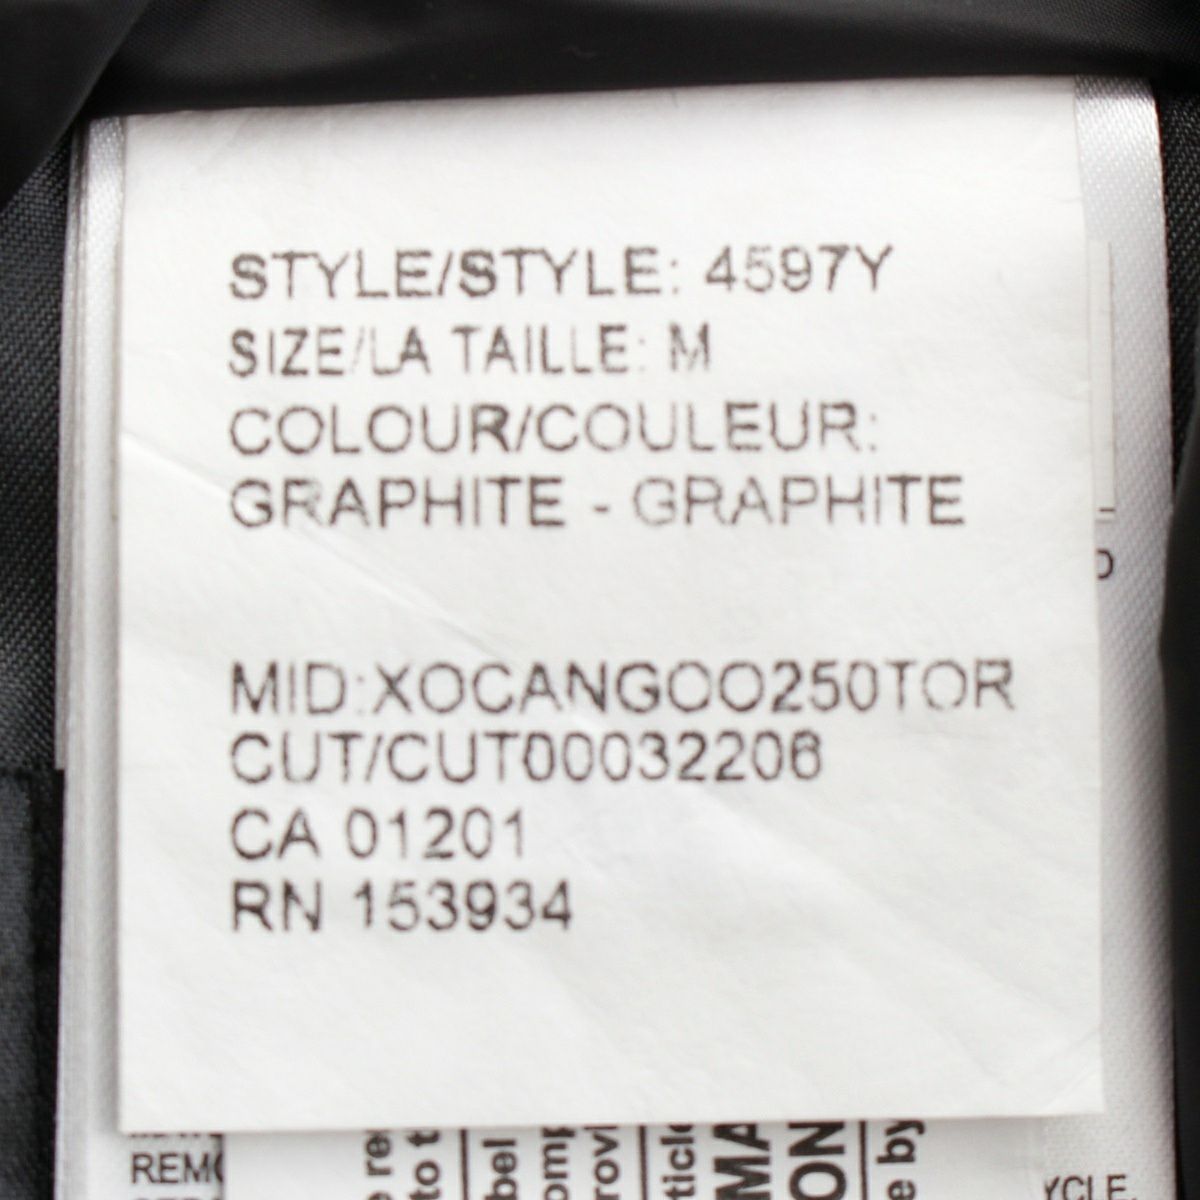 STYLE/STYLE: 4597Y
SIZE/LA TAILLE: M
COLOUR/COULEUR:
GRAPHITE - GRAPHITE
MID:XOCANGOO250TOR
CUT/CUT00032206
CA 01201
RN 153934